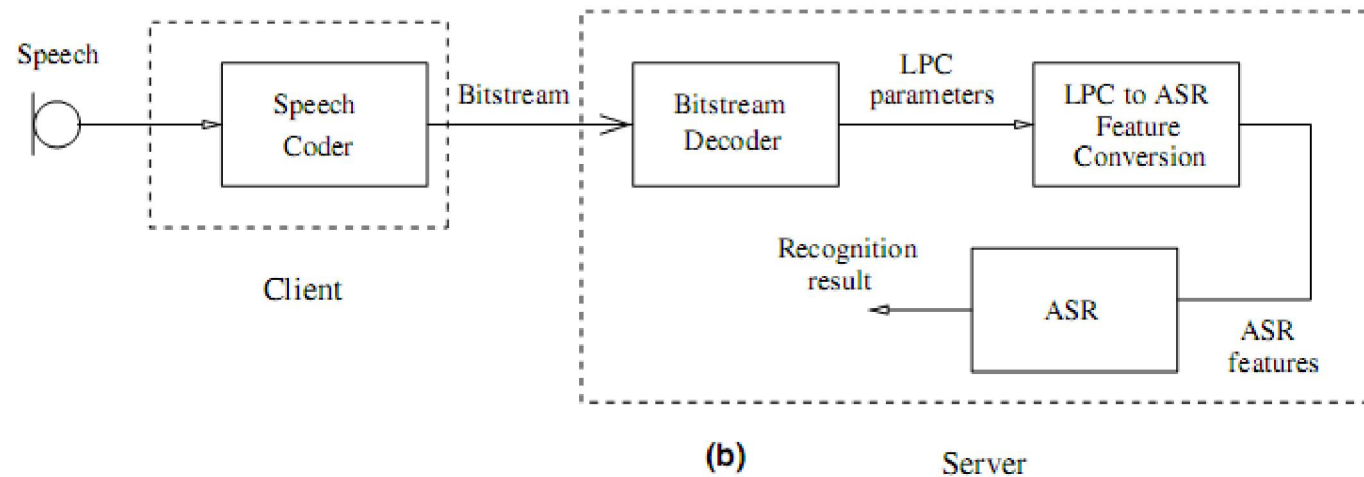 Speech
Speech
Coder
Bitstream
Bitstream
Decoder
LPC
parameters
LPC to ASR
Feature
Conversion
Client
Recognition
result
ASR
ASR
features
(b)
Server